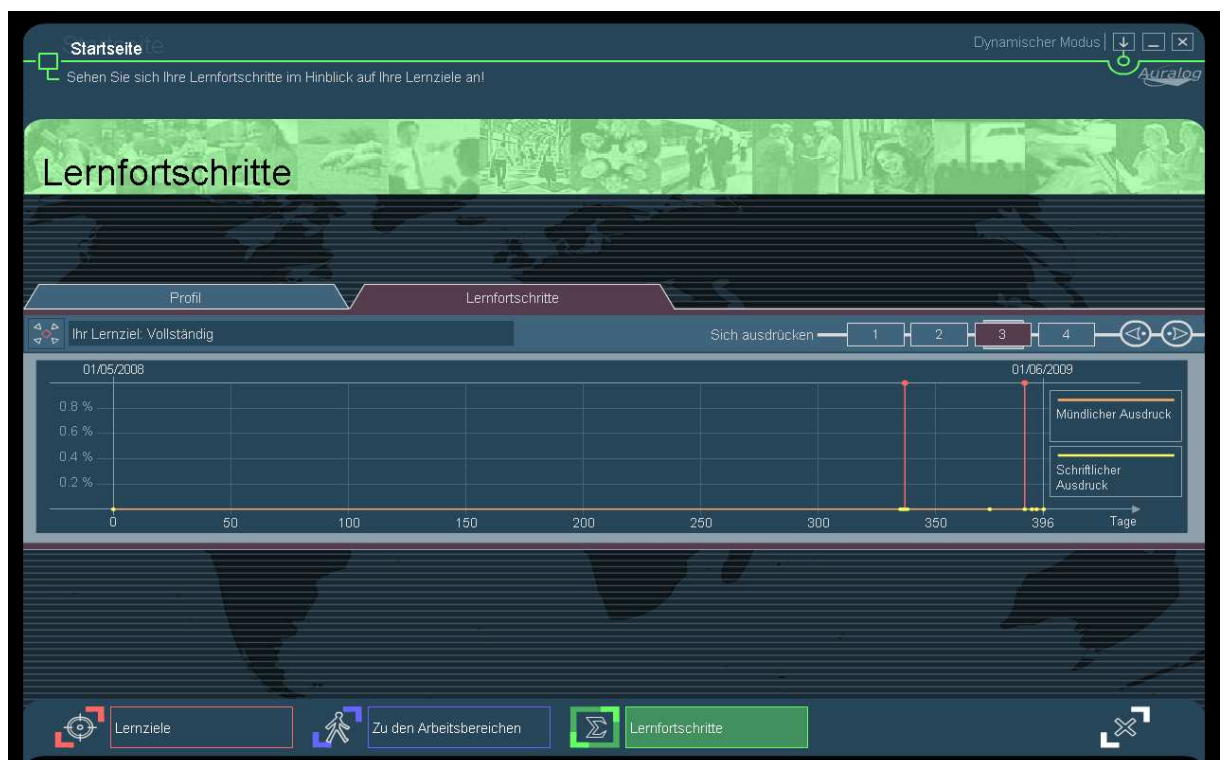 Startseite
Dynamischer Modus
Sehen Sie sich Ihre Lernfortschritte im Hinblick auf Ihre Lernziele an!
Auralog
Lernfortschritte
Profil
Lernfortschritte
Ihr Lernziel: Vollständig
Sich ausdrücken
1
2
3
4
01/05/2008
01/06/2009
0.8 %
0.6 %
0.4 %
0.2 %
Mündlicher Ausdruck
Schriftlicher
Ausdruck
0
50
100
150
200
250
300
350
396
Tage
Lernziele
Zu den Arbeitsbereichen
Lernfortschritte